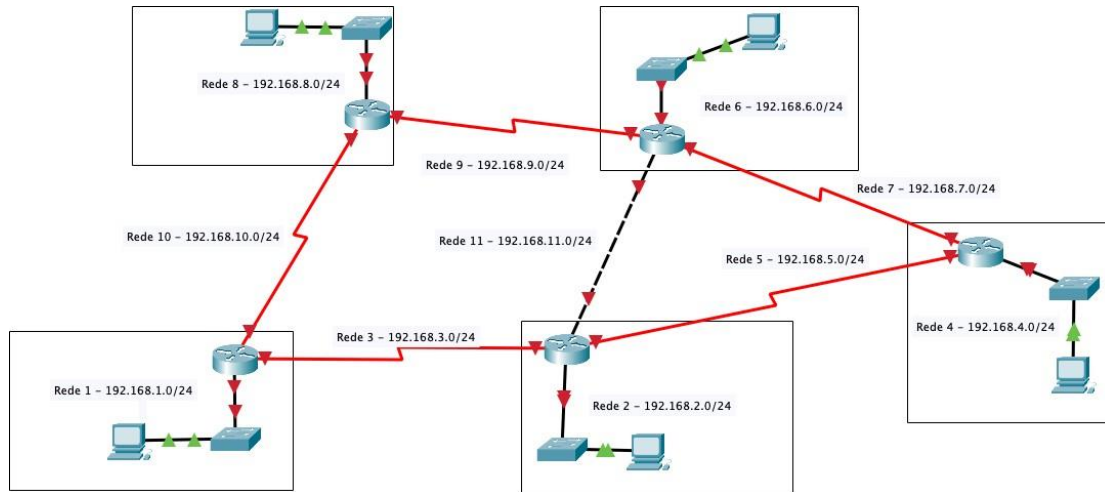 Rede 8 - 192.168.8.0/24
Rede 6 - 192.168.6.0/24
Rede 9 - 192.168.9.0/24
Rede 7 - 192.168.7.0/24
Rede 10 - 192.168.10.0/24
Rede 11 - 192.168.11.0/24
Rede 5 - 192.168.5.0/24
Rede 4 - 192.168.4.0/24
Rede 3 - 192.168.3.0/24
Rede 1 - 192.168.1.0/24
Rede 2 - 192.168.2.0/24